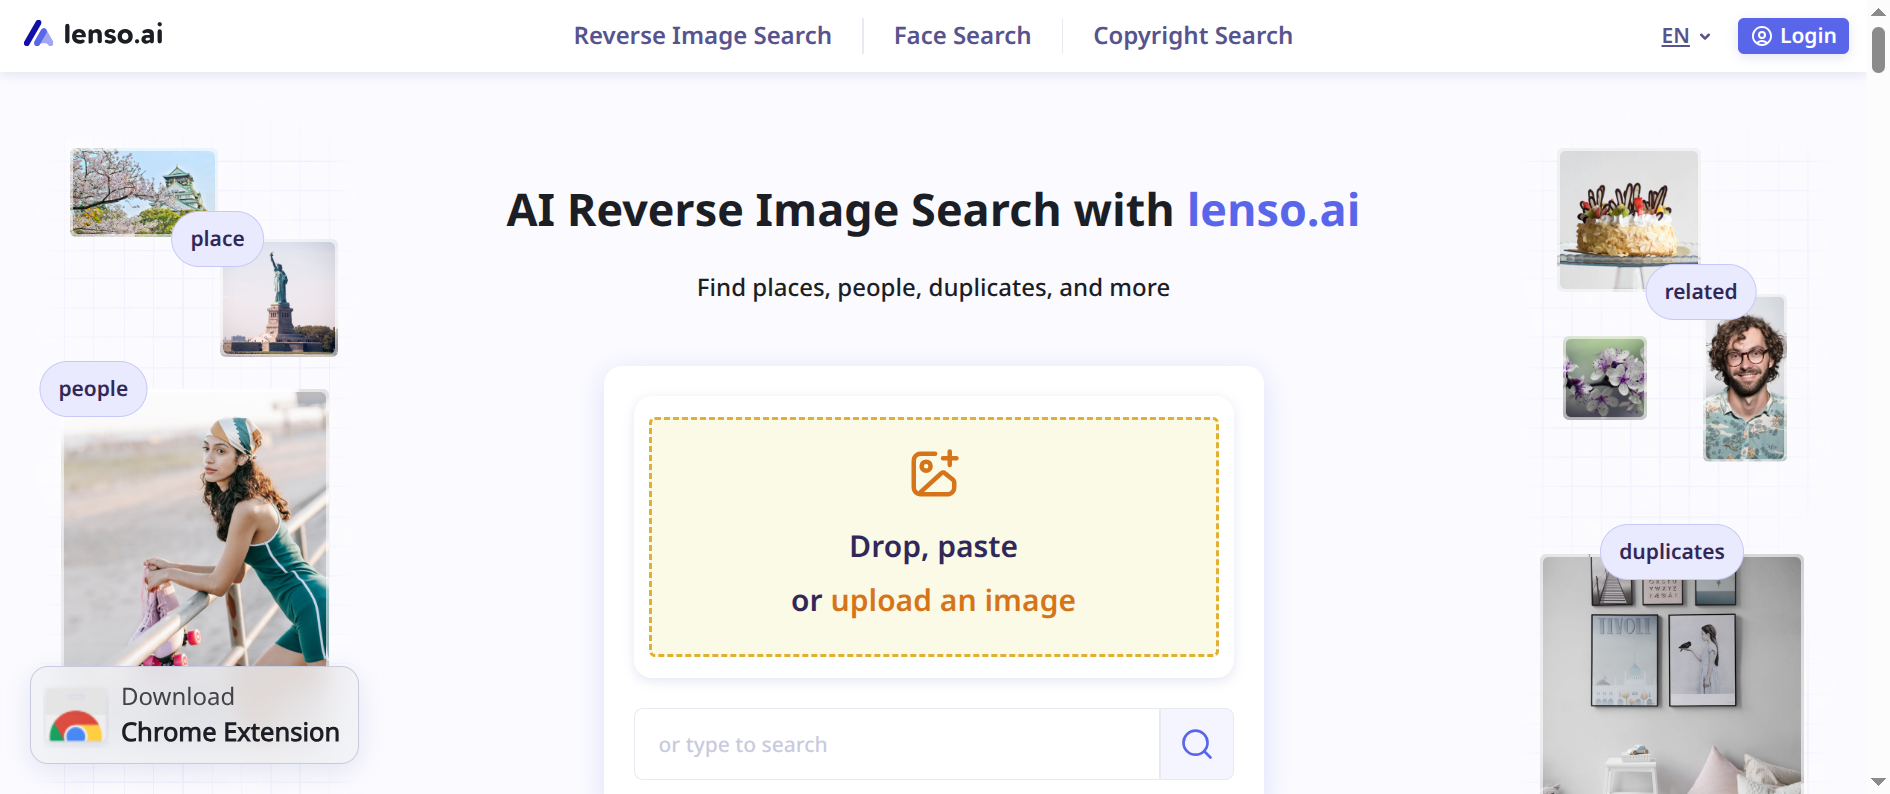 lenso.ai
Reverse Image Search
Face Search
Copyright Search
EN
Login
place
people
AI Reverse Image Search with lenso.ai
Find places, people, duplicates, and more
Drop, paste
or upload an image
or type to search
related
duplicates
TIVOLI
Download
Chrome Extension